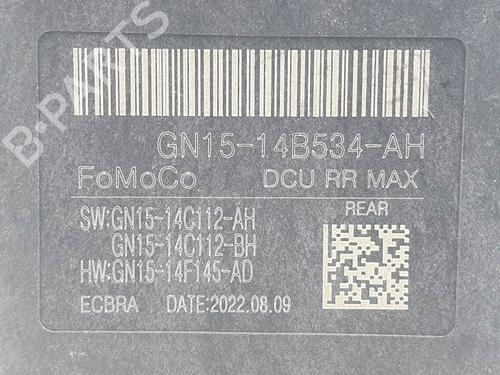 B-PARTS
GN15-14B534-AH
FoMoCo DCU RR MAX
REAR
SW:GN15-14C112-AH
GN15-14C112-BH
HW:GN15-14F145-AD
ECBRA DATE:2022.08.09